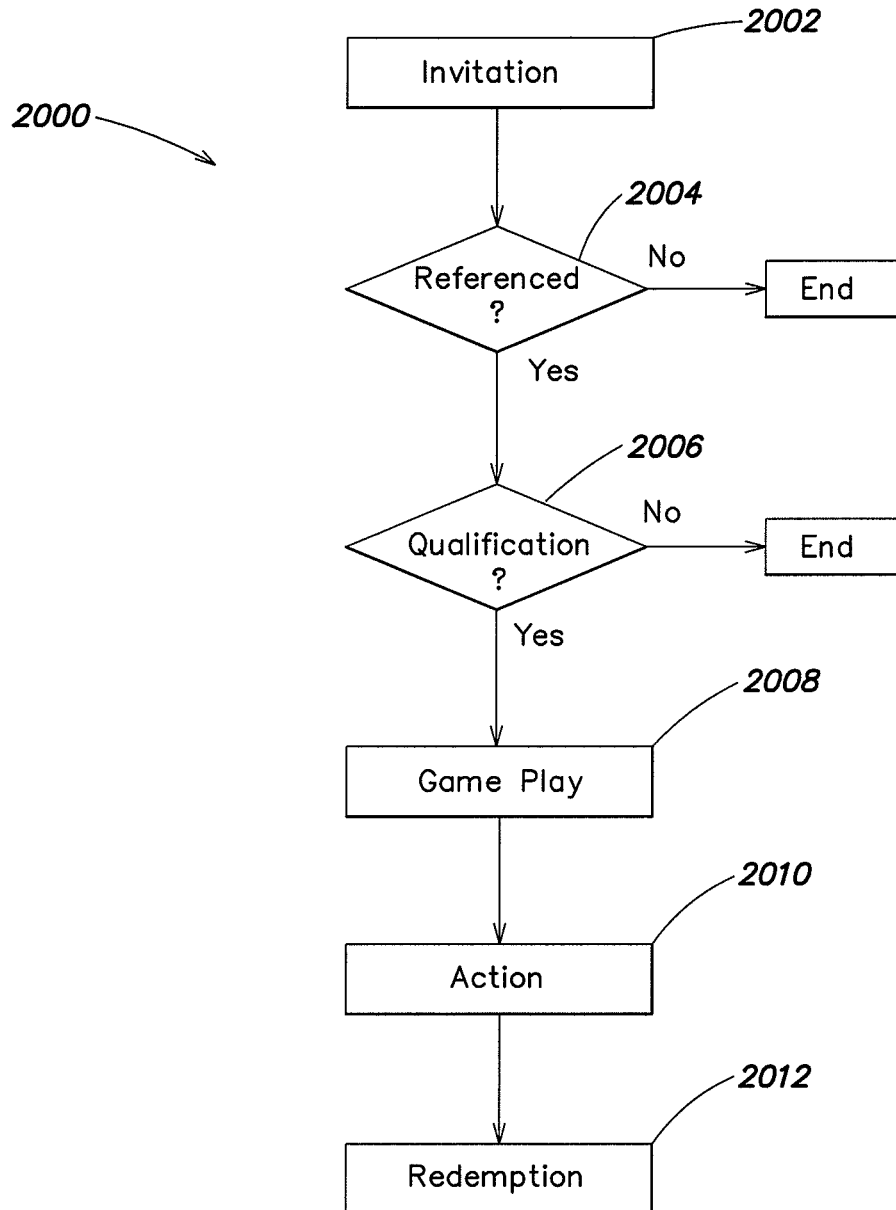 2002
Invitation
2000
2004
Referenced
?
No
End
Yes
2006
Qualification
?
No
End
Yes
2008
Game Play
2010
Action
2012
Redemption